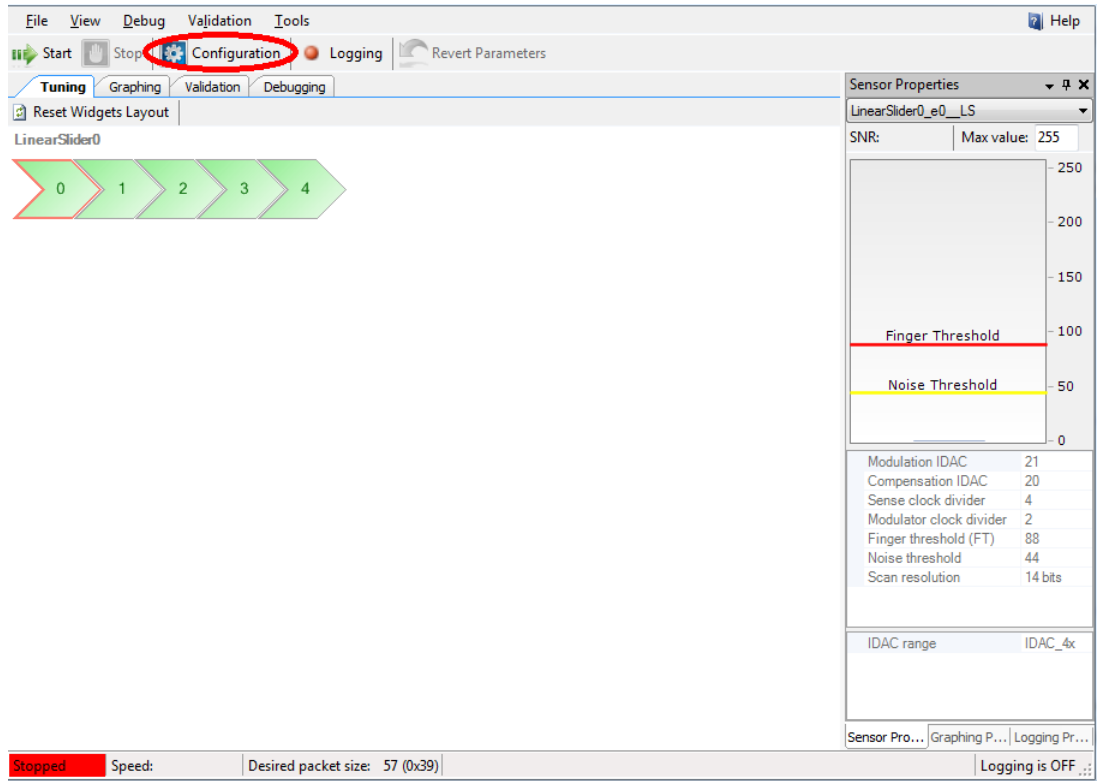 File View Debug Validation Tools Help
Start Stop Configuration Logging Revert Parameters
Tuning Graphing Validation Debugging
Reset Widgets Layout
LinearSlider0
0 1 2 3 4
Sensor Properties
LinearSlider0_e0__LS
SNR: Max value: 255
250
200
150
100
Finger Threshold
Noise Threshold
50
0
Modulation IDAC 21
Compensation IDAC 20
Sense clock divider 4
Modulator clock divider 2
Finger threshold (FT) 88
Noise threshold 44
Scan resolution 14 bits
IDAC range IDAC_4x
Sensor Pro... Graphing P... Logging Pr...
Stopped Speed: Desired packet size: 57 (0x39) Logging is OFF